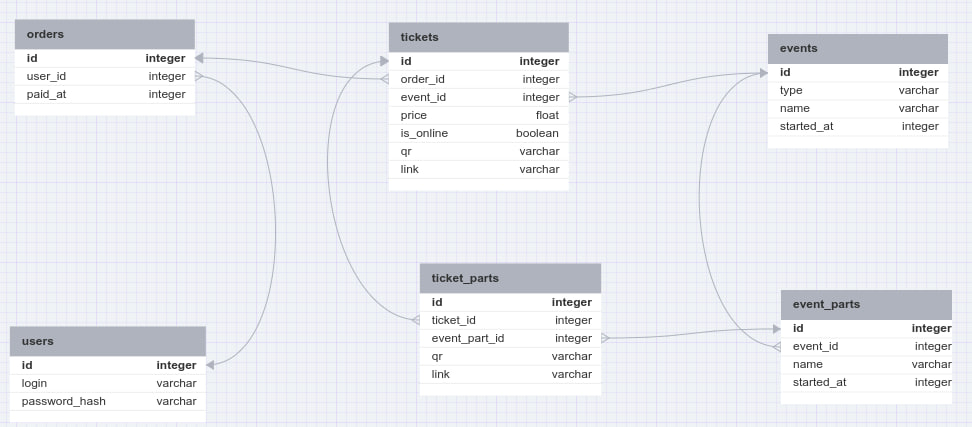 orders
id integer
user_id integer
paid_at integer
tickets
id integer
order_id integer
event_id integer
price float
is_online boolean
qr varchar
link varchar
events
id integer
type varchar
name varchar
started_at integer
ticket_parts
id integer
ticket_id integer
event_part_id integer
qr varchar
link varchar
event_parts
id integer
event_id integer
name varchar
started_at integer
users
id integer
login varchar
password_hash varchar